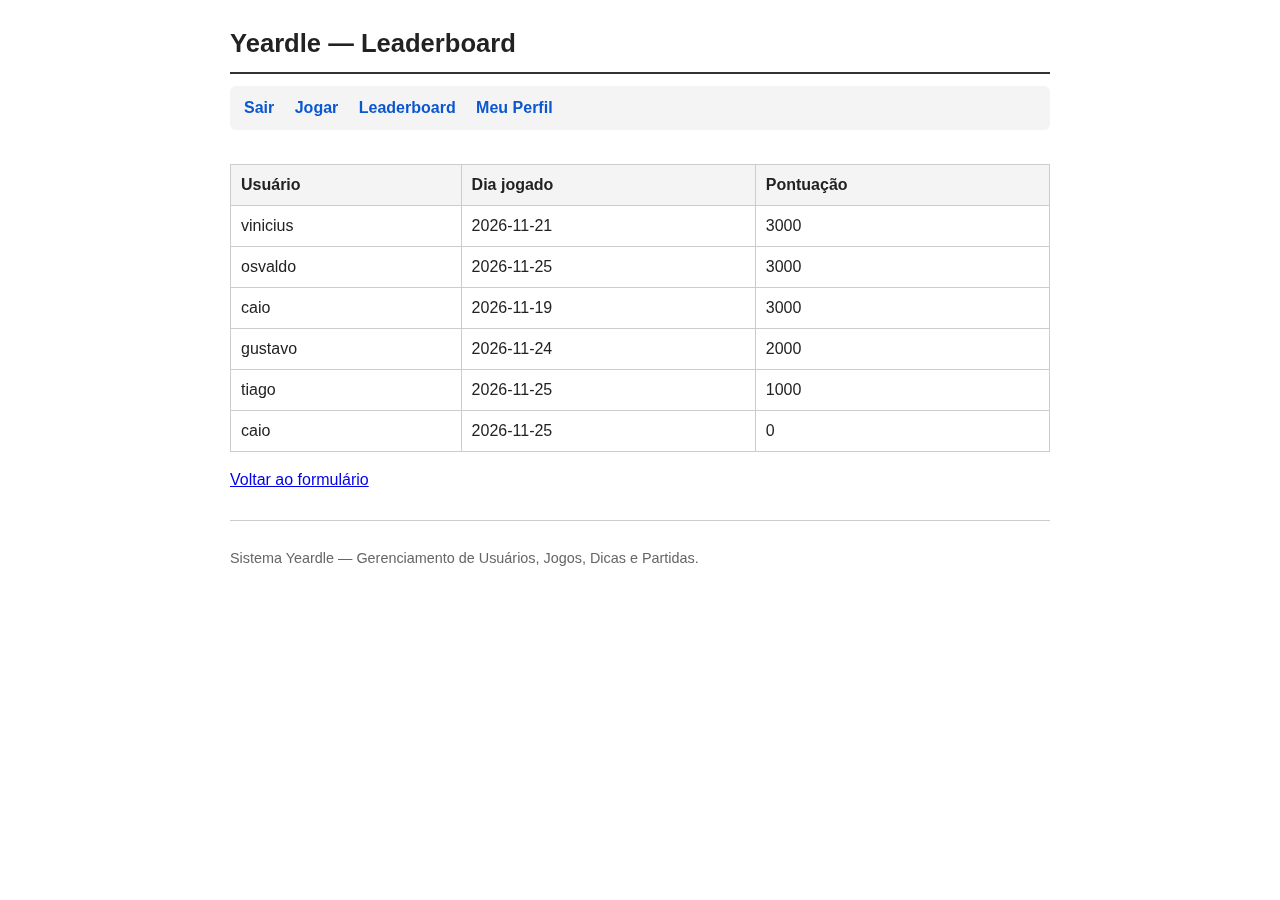 Yeardle — Leaderboard
Sair Jogar Leaderboard Meu Perfil
Usuário Dia jogado Pontuação
vinicius 2026-11-21 3000
osvaldo 2026-11-25 3000
caio 2026-11-19 3000
gustavo 2026-11-24 2000
tiago 2026-11-25 1000
caio 2026-11-25 0
Voltar ao formulário
Sistema Yeardle — Gerenciamento de Usuários, Jogos, Dicas e Partidas.